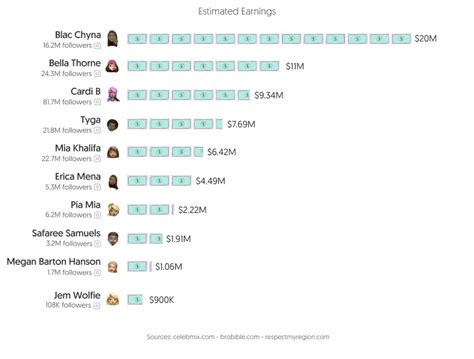 Estimated Earnings
Blac Chyna
16.2M followers
$20M
Bella Thorne
24.3M followers
$11M
Cardi B
81.7M followers
$9.34M
Tyga
21.8M followers
$7.69M
Mia Khalifa
22.7M followers
$6.42M
Erica Mena
5.3M followers
$4.49M
Pia Mia
6.2M followers
$2.22M
Safaree Samuels
3.2M followers
$1.91M
Megan Barton Hanson
1.7M followers
$1.06M
Jem Wolfie
108K followers
$900K
Sources: celebmix.com - brobible.com - respectmyregion.com